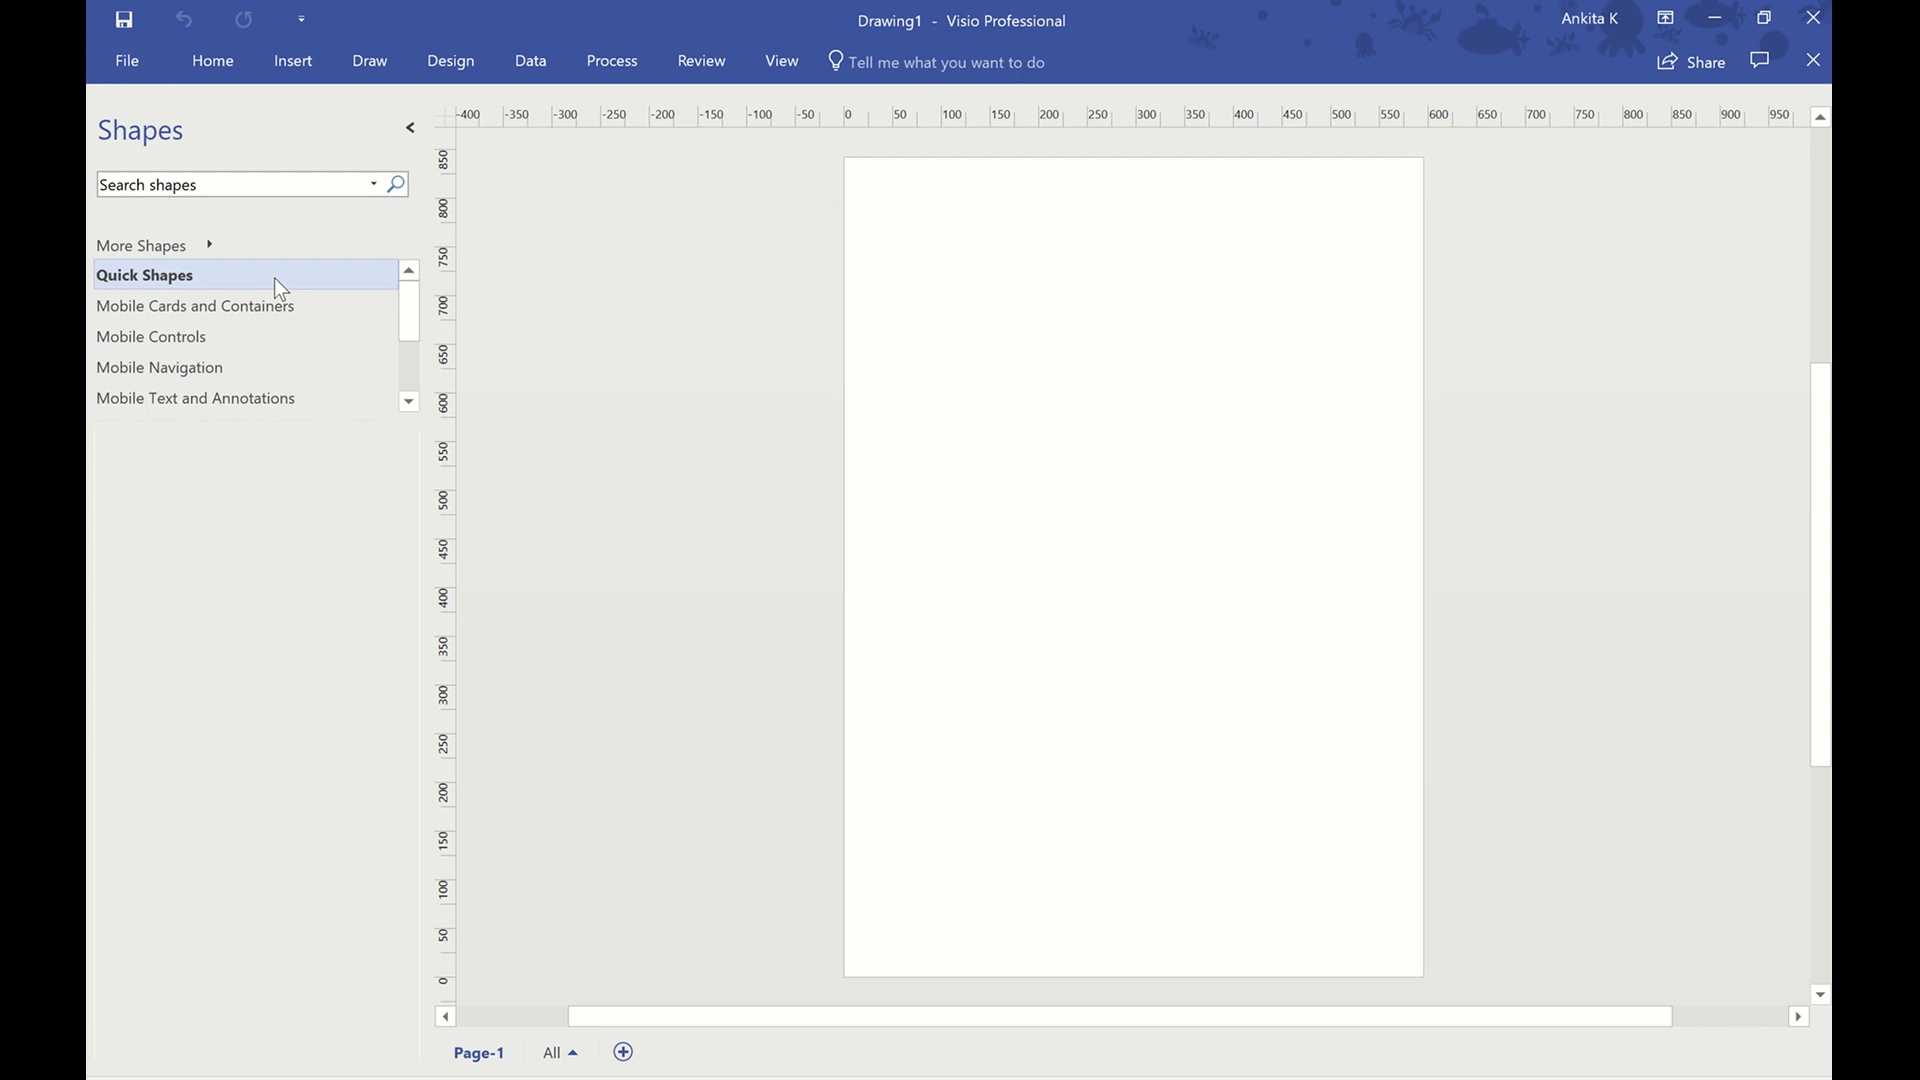 Drawing1 - Visio Professional
Ankita K
File Home Insert Draw Design Data Process Review View Tell me what you want to do Share
Shapes
Search shapes
More Shapes
Quick Shapes
Mobile Cards and Containers
Mobile Controls
Mobile Navigation
Mobile Text and Annotations
-400 -350 -300 -250 -200 -150 -100 -50 0 50 100 150 200 250 300 350 400 450 500 550 600 650 700 750 800 850 900 950
850
800
750
700
650
600
550
500
450
400
350
300
250
200
150
100
50
0
Page-1 All